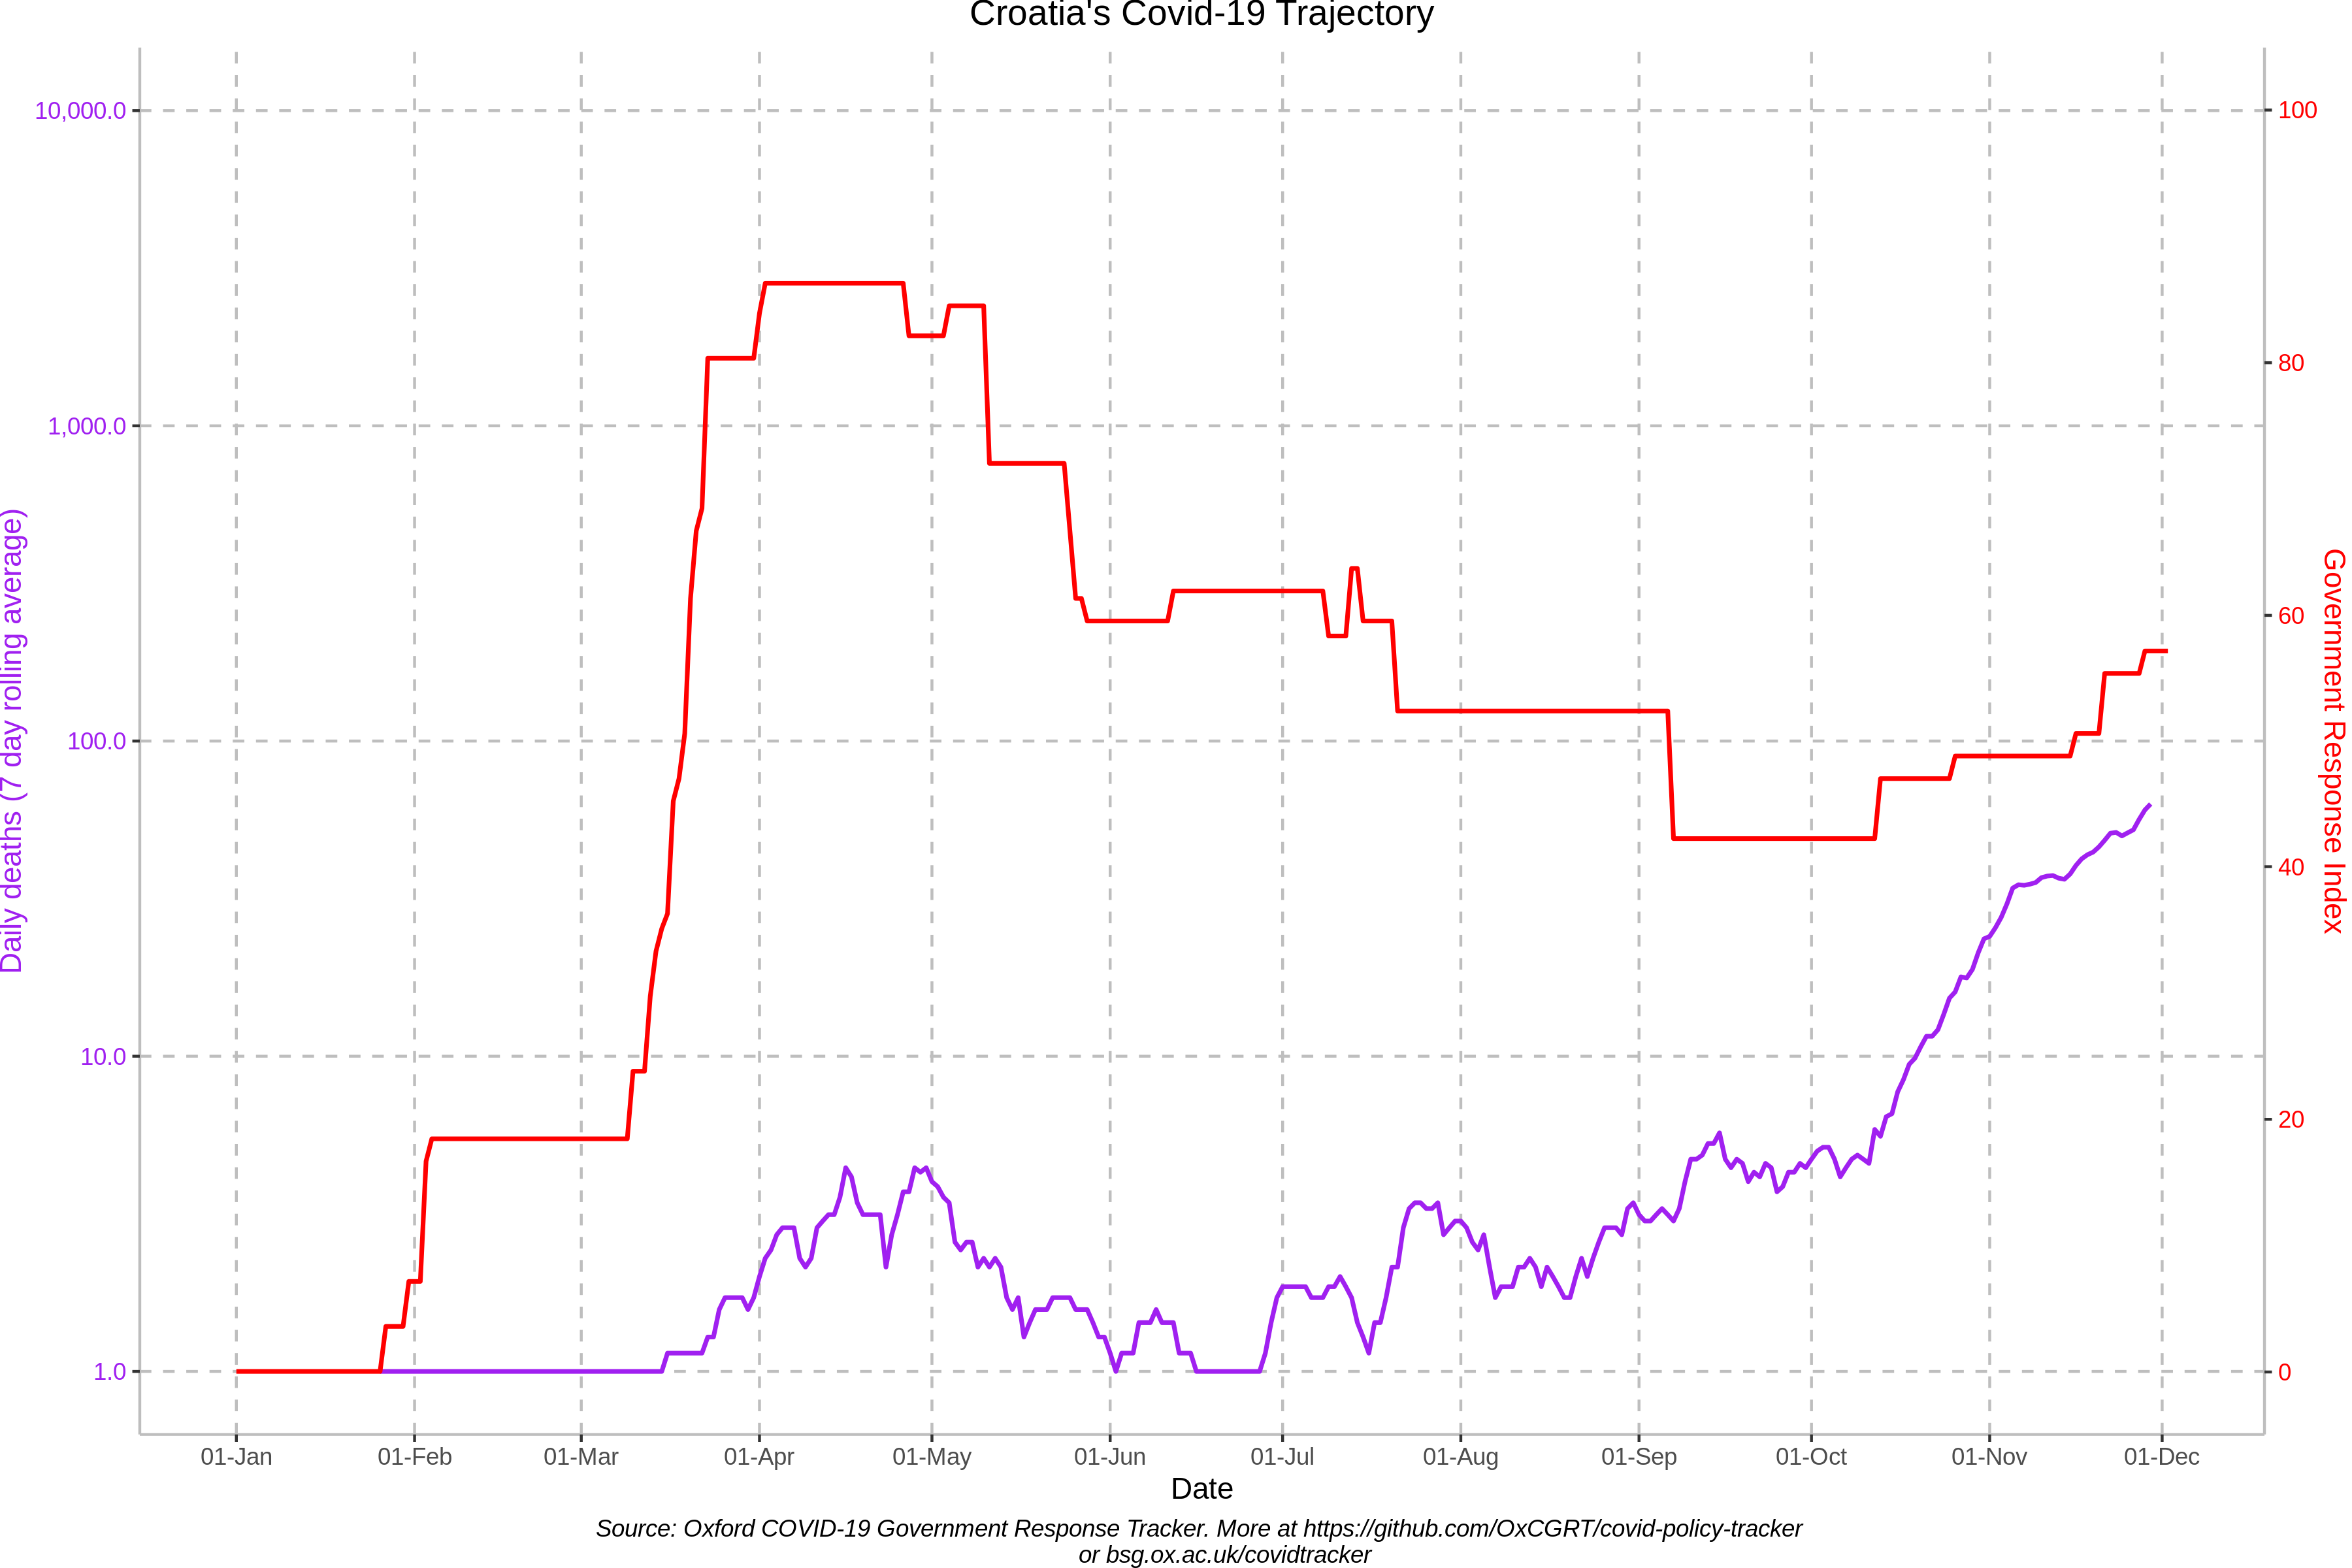 Croatia's Covid-19 Trajectory
10,000.0
1,000.0
100.0
10.0
1.0
Daily deaths (7 day rolling average)
100
80
60
40
20
0
Government Response Index
01-Jan 01-Feb 01-Mar 01-Apr 01-May 01-Jun 01-Jul 01-Aug 01-Sep 01-Oct 01-Nov 01-Dec
Date
Source: Oxford COVID-19 Government Response Tracker. More at https://github.com/OxCGRT/covid-policy-tracker
or bsg.ox.ac.uk/covidtracker